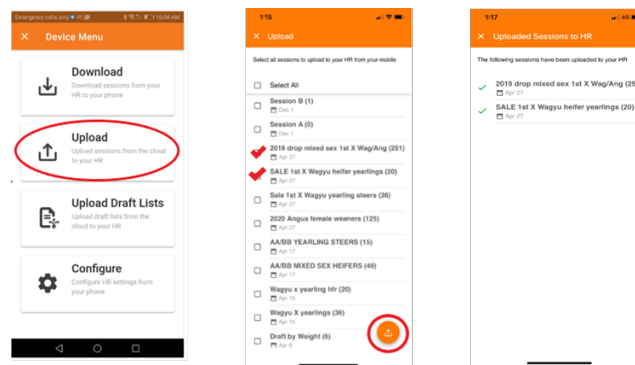 Emergency calls only
10:04 AM
Device Menu
Download
Download sessions from your
HR to your phone
Upload
Upload sessions from the cloud
to your HR
Upload Draft Lists
Upload draft lists from the
cloud to your HR
Configure
Configure HR settings from
your phone
1:15
Upload
Select all sessions to upload to your HR from your mobile
Select All
Session B (1)
Dec 1
Session A (0)
Dec 1
2019 drop mixed sex 1st X Wag/Ang (251)
Apr 27
SALE 1st X Wagyu heifer yearlings (20)
Apr 27
Sale 1st X Wagyu yearling steers (36)
Apr 27
2020 Angus female weaners (125)
Apr 27
AA/BB YEARLING STEERS (15)
Apr 17
AA/BB MIXED SEX HEIFERS (49)
Apr 17
Wagyu x yearling hfr (20)
Apr 16
Wagyu X yearlings (36)
Apr 16
Draft by Weight (6)
Apr 6
1:17
4G
Uploaded Sessions to HR
The following sessions have been uploaded to your HR
2019 drop mixed sex 1st X Wag/Ang (25
Apr 27
SALE 1st X Wagyu heifer yearlings (20)
Apr 27